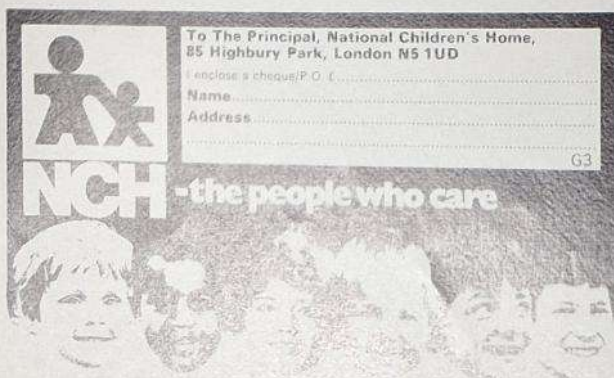 To The Principal, National Children's Home,
85 Highbury Park, London N5 1UD
I enclose a cheque/P.O. £
Name
Address
G3
NCH -the people who care